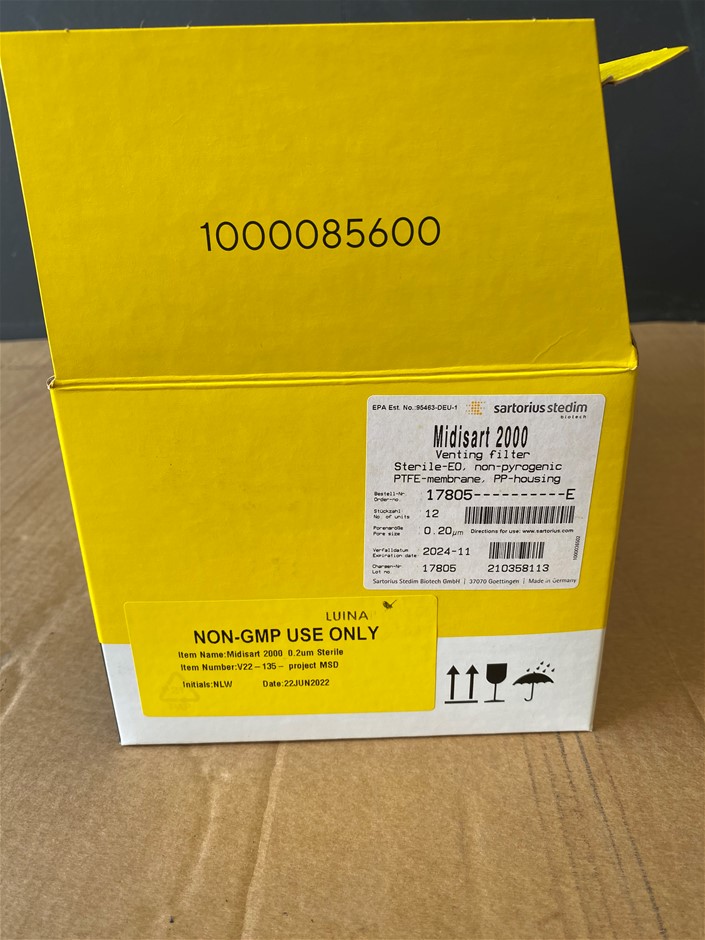 1000085600
EPA Est. No.:95463-DEU-1
sartorius stedim
biotech
Midisart 2000
Venting filter
Sterile-EO, non-pyrogenic
PTFE-membrane, PP-housing
Bestell-Nr.
Order-no. 17805----------E
Stückzahl
No. of units 12
Porengröße
Pore size 0.20µm Directions for use: www.sartorius.com
Verfalldatum
Expiration date 2024-11
Chargen-Nr.
Lot no. 17805 210358113
Sartorius Stedim Biotech GmbH | 37070 Goettingen | Made in Germany
LUINA
NON-GMP USE ONLY
Item Name:Midisart 2000 0.2um Sterile
Item Number:V22 – 135 – project MSD
Initials:NLW Date:22JUN2022